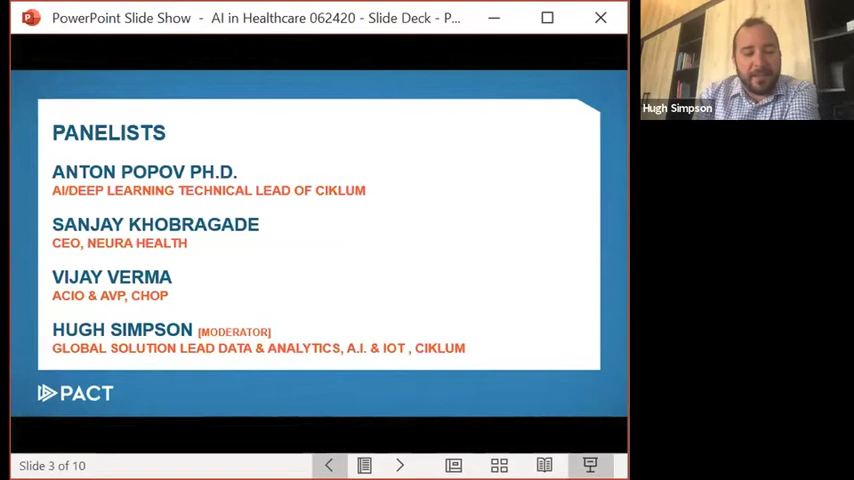 PowerPoint Slide Show - AI in Healthcare 062420 - Slide Deck - P...
Hugh Simpson
PANELISTS
ANTON POPOV PH.D.
AI/DEEP LEARNING TECHNICAL LEAD OF CIKLUM
SANJAY KHOBRAGADE
CEO, NEURA HEALTH
VIJAY VERMA
ACIO & AVP, CHOP
HUGH SIMPSON [MODERATOR]
GLOBAL SOLUTION LEAD DATA & ANALYTICS, A.I. & IOT , CIKLUM
PACT
Slide 3 of 10